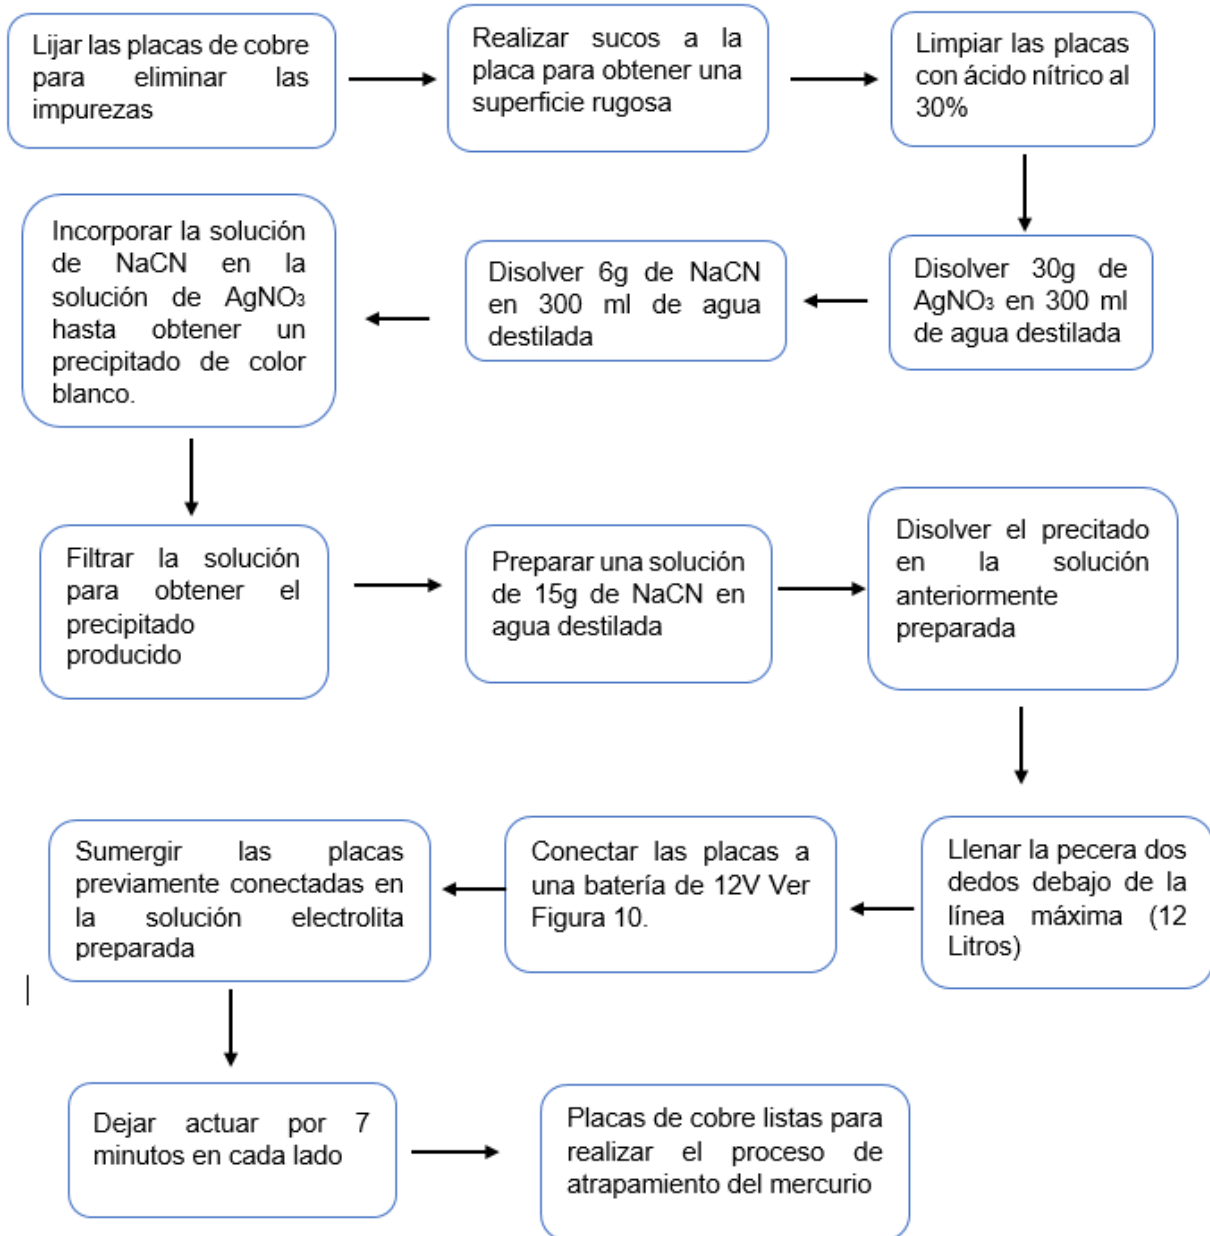 Lijar las placas de cobre
para eliminar las
impurezas
Realizar sucos a la
placa para obtener una
superficie rugosa
Limpiar las placas
con ácido nítrico al
30%
Disolver 30g de
AgNO₃ en 300 ml
de agua destilada
Disolver 6g de NaCN
en 300 ml de agua
destilada
Incorporar la solución
de NaCN en la
solución de AgNO₃
hasta obtener un
precipitado de color
blanco.
Filtrar la solución
para obtener el
precipitado
producido
Preparar una solución
de 15g de NaCN en
agua destilada
Disolver el precitado
en la solución
anteriormente
preparada
Llenar la pecera dos
dedos debajo de la
línea máxima (12
Litros)
Conectar las placas a
una batería de 12V Ver
Figura 10.
Sumergir las placas
previamente conectadas en
la solución electrolita
preparada
Dejar actuar por 7
minutos en cada lado
Placas de cobre listas para
realizar el proceso de
atrapamiento del mercurio